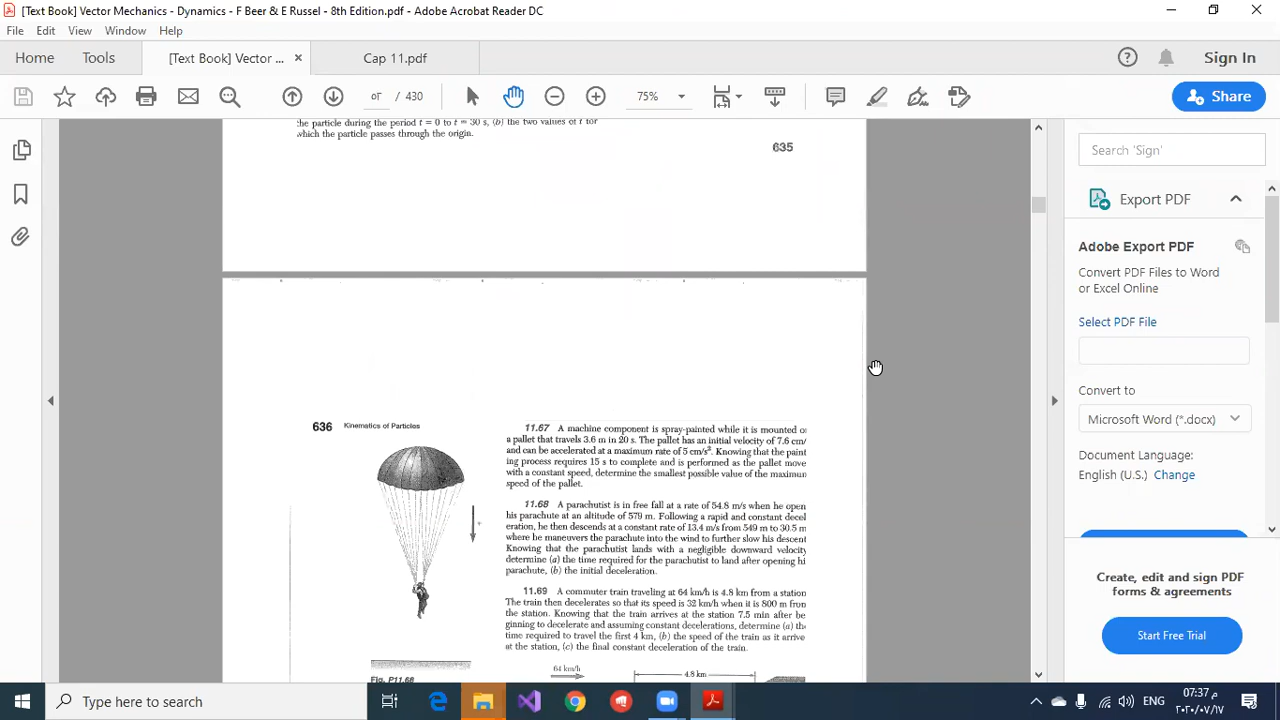 [Text Book] Vector Mechanics - Dynamics - F Beer & E Russel - 8th Edition.pdf - Adobe Acrobat Reader DC
File Edit View Window Help
Home Tools [Text Book] Vector ... × Cap 11.pdf Sign In
/ 430 75% Share
the particle during the period t = 0 to t = 30 s, (b) the two values of t for
which the particle passes through the origin.
635
636 Kinematics of Particles
11.67 A machine component is spray-painted while it is mounted o
a pallet that travels 3.6 m in 20 s. The pallet has an initial velocity of 7.6 cm/
and can be accelerated at a maximum rate of 5 cm/s². Knowing that the paint
ing process requires 15 s to complete and is performed as the pallet move
with a constant speed, determine the smallest possible value of the maximum
speed of the pallet.
11.68 A parachutist is in free fall at a rate of 54.8 m/s when he open
his parachute at an altitude of 579 m. Following a rapid and constant decel
eration, he then descends at a constant rate of 13.4 m/s from 549 m to 30.5 m
where he maneuvers the parachute into the wind to further slow his descent
Knowing that the parachutist lands with a negligible downward velocity
determine (a) the time required for the parachutist to land after opening hi
parachute, (b) the initial deceleration.
11.69 A commuter train traveling at 64 km/h is 4.8 km from a station
The train then decelerates so that its speed is 32 km/h when it is 800 m from
the station. Knowing that the train arrives at the station 7.5 min after be
ginning to decelerate and assuming constant decelerations, determine (a) the
time required to travel the first 4 km, (b) the speed of the train as it arrive
at the station, (c) the final constant deceleration of the train.
Fig. P11.68
64 km/h
4.8 km
Search 'Sign'
Export PDF
Adobe Export PDF
Convert PDF Files to Word
or Excel Online
Select PDF File
Convert to
Microsoft Word (*.docx)
Document Language:
English (U.S.) Change
Create, edit and sign PDF
forms & agreements
Start Free Trial
Type here to search
ENG
07:37 م
٢٠٢٠/٠٧/١٧